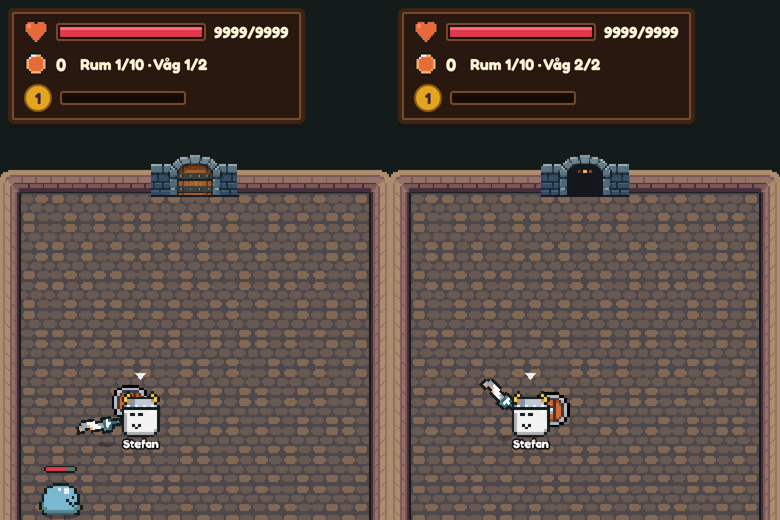 9999/9999
0 Rum 1/10 · Våg 1/2
1
Stefan
9999/9999
0 Rum 1/10 · Våg 2/2
1
Stefan